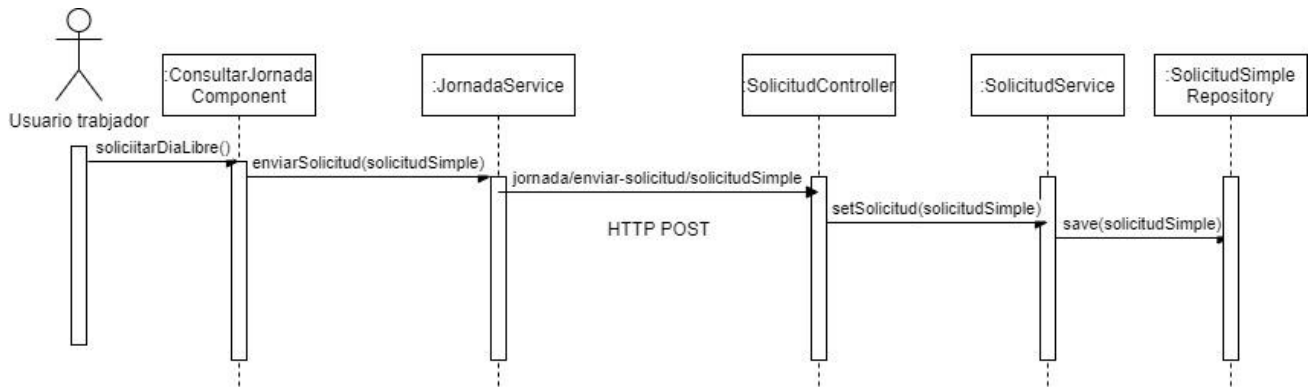 :ConsultarJornada
Component
:JornadaService
:SolicitudController
:SolicitudService
:SolicitudSimple
Repository
Usuario trabjador
soliciitarDiaLibre()
enviarSolicitud(solicitudSimple)
jornada/enviar-solicitud/solicitudSimple
HTTP POST
setSolicitud(solicitudSimple)
save(solicitudSimple)